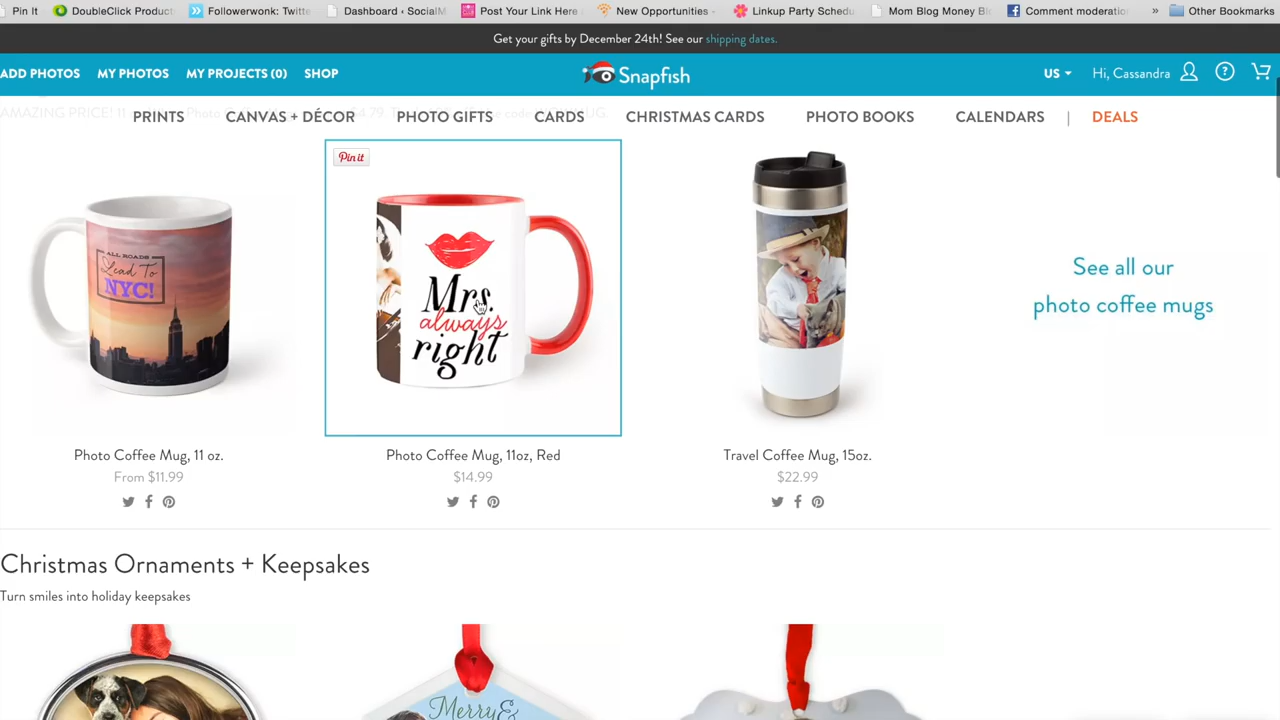 Pin It
DoubleClick Product
Followerwonk: Twitte
Dashboard ‹ SocialM
Post Your Link Here
New Opportunities -
Linkup Party Schedu
Mom Blog Money Bl
Comment moderatio
»
Other Bookmarks
Get your gifts by December 24th! See our shipping dates.
ADD PHOTOS
MY PHOTOS
MY PROJECTS (0)
SHOP
Snapfish
US
Hi, Cassandra
?
AMAZING PRICE! 11
PRINTS
CANVAS + DÉCOR
PHOTO GIFTS
CARDS
CHRISTMAS CARDS
PHOTO BOOKS
CALENDARS
|
DEALS
Pin it
ALL ROADS
Lead To
NYC!
Mrs.
always
right
See all our
photo coffee mugs
Photo Coffee Mug, 11 oz.
From $11.99
Photo Coffee Mug, 11oz, Red
$14.99
Travel Coffee Mug, 15oz.
$22.99
Christmas Ornaments + Keepsakes
Turn smiles into holiday keepsakes
Merry &